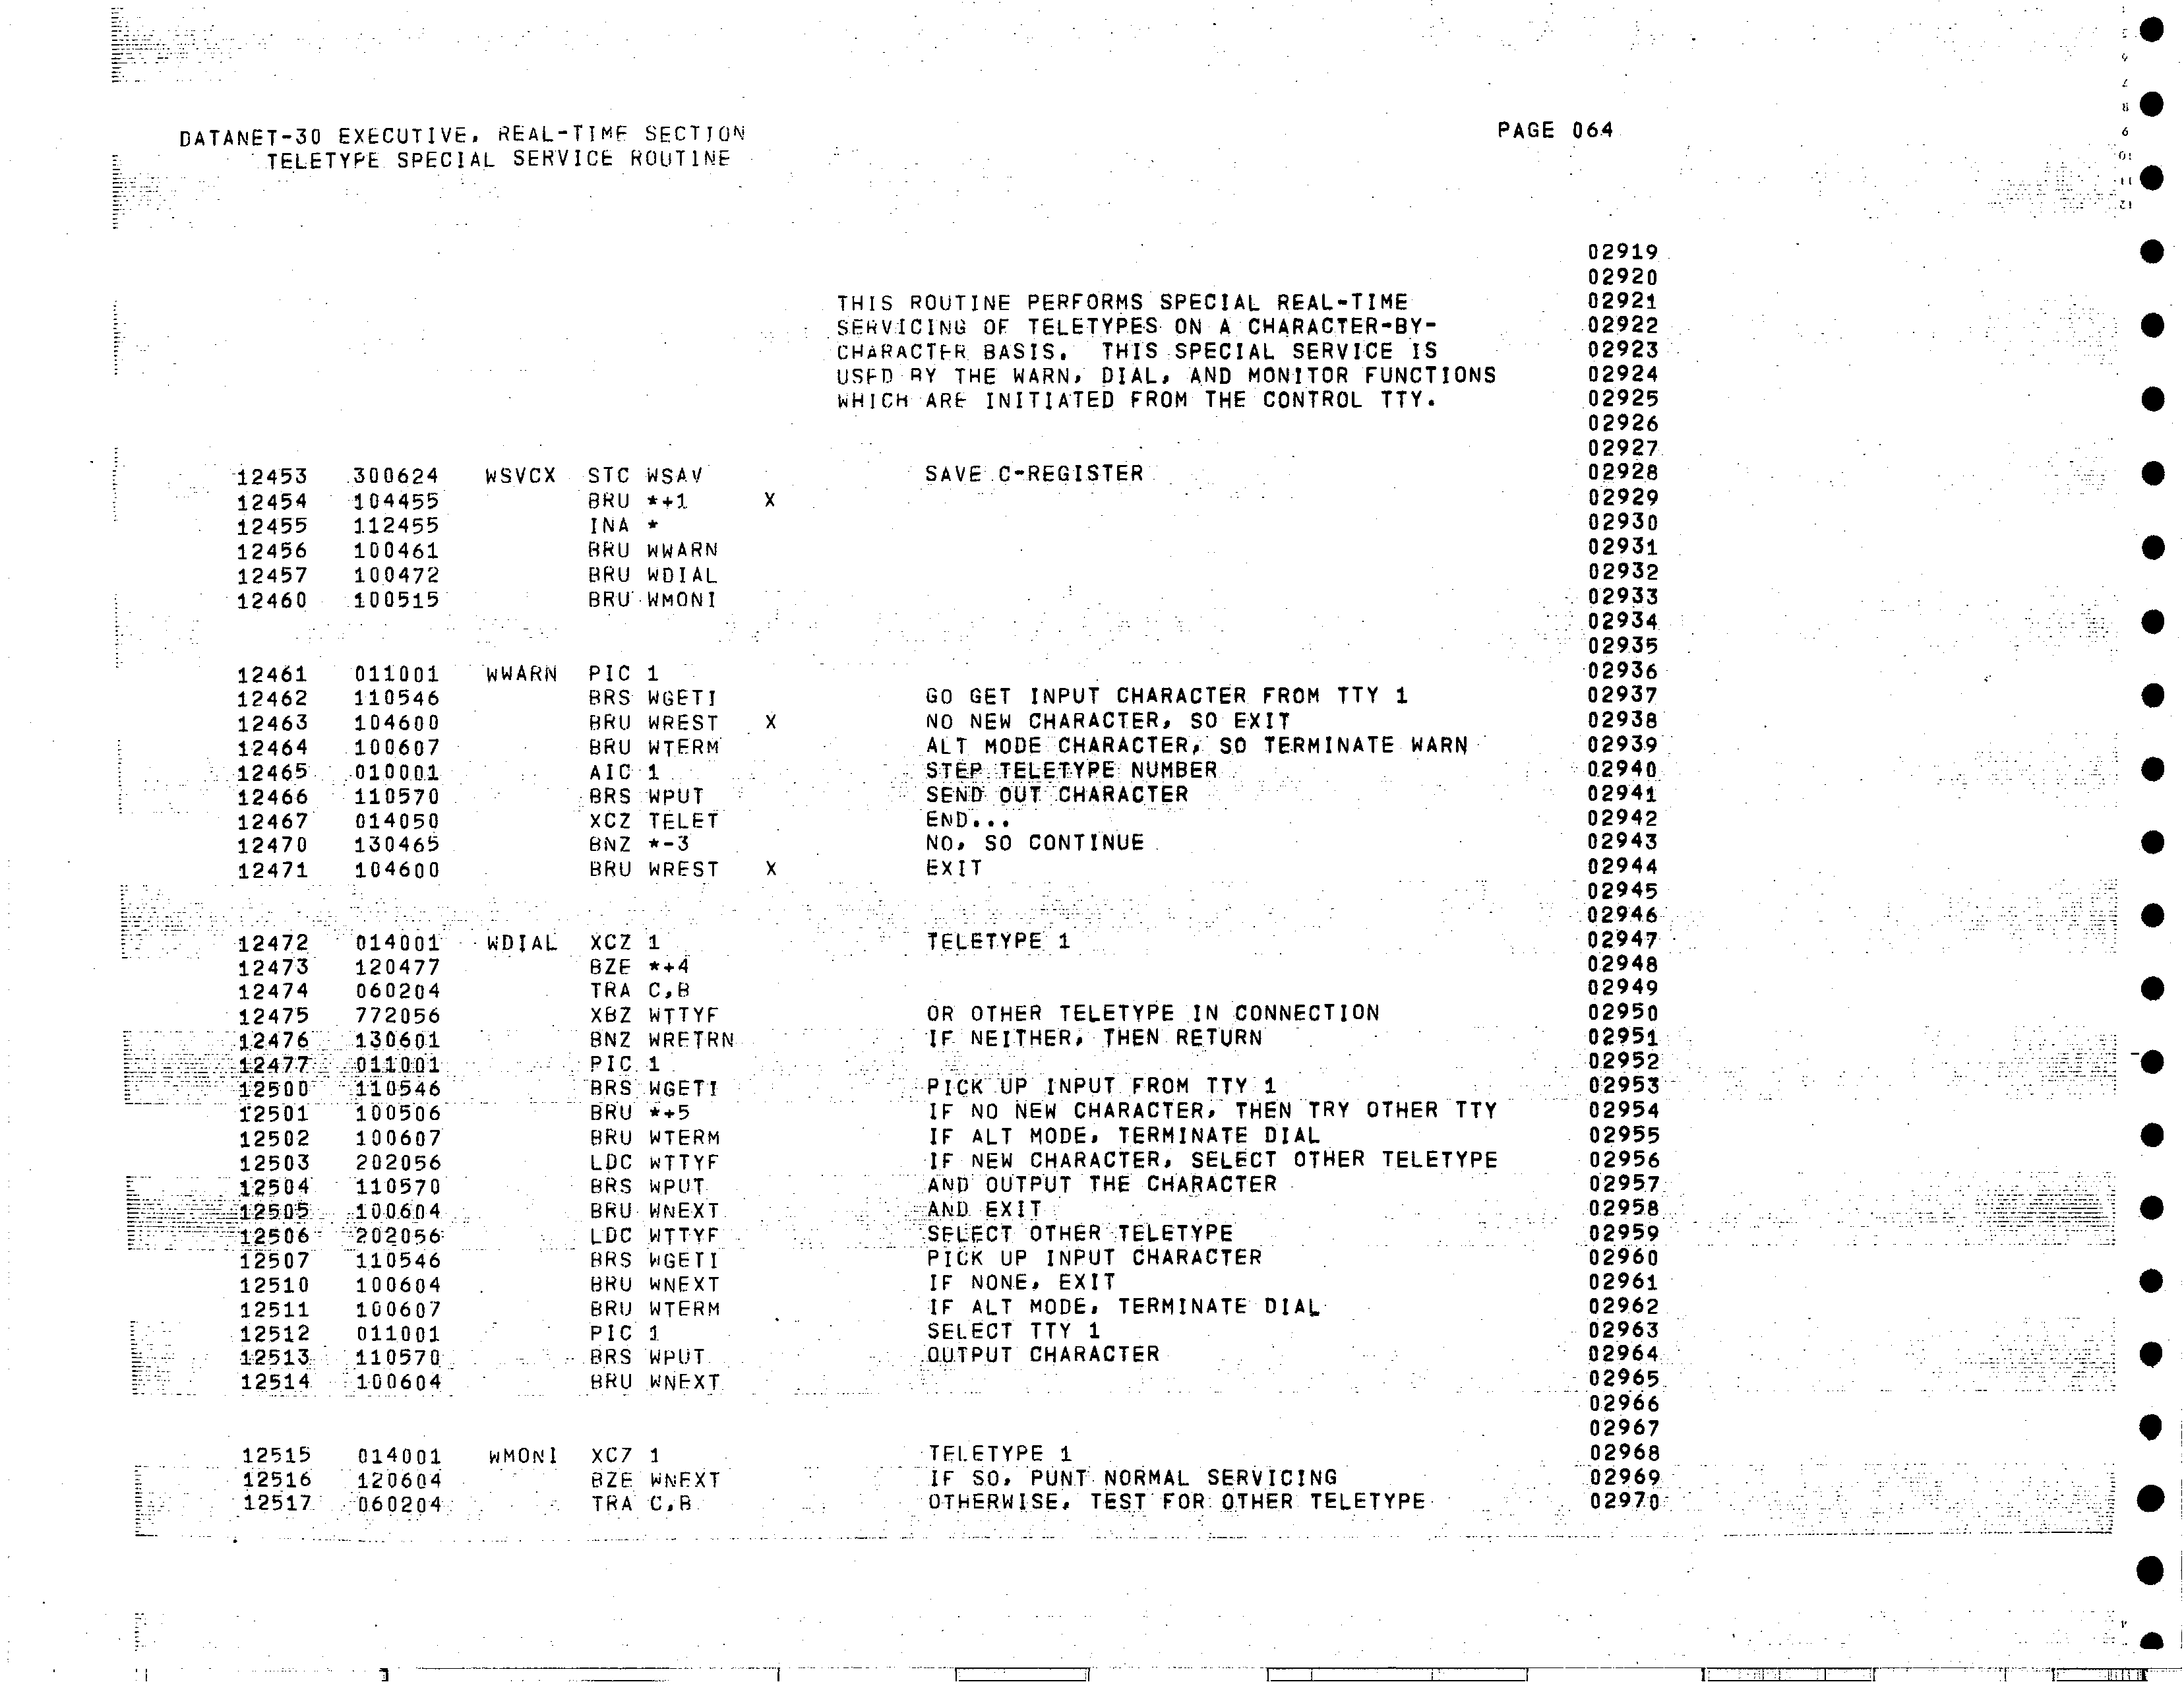 DATANET-30 EXECUTIVE, REAL-TIME SECTION PAGE 064
TELETYPE SPECIAL SERVICE ROUTINE
02919
02920
THIS ROUTINE PERFORMS SPECIAL REAL-TIME 02921
SERVICING OF TELETYPES ON A CHARACTER-BY- 02922
CHARACTER BASIS. THIS SPECIAL SERVICE IS 02923
USED BY THE WARN, DIAL, AND MONITOR FUNCTIONS 02924
WHICH ARE INITIATED FROM THE CONTROL TTY. 02925
02926
02927
12453 300624 WSVCX STC WSAV SAVE C-REGISTER 02928
12454 104455 BRU *+1 X 02929
12455 112455 INA * 02930
12456 100461 BRU WWARN 02931
12457 100472 BRU WDIAL 02932
12460 100515 BRU WMONI 02933
02934
02935
12461 011001 WWARN PIC 1 02936
12462 110546 BRS WGETI GO GET INPUT CHARACTER FROM TTY 1 02937
12463 104600 BRU WREST X NO NEW CHARACTER, SO EXIT 02938
12464 100607 BRU WTERM ALT MODE CHARACTER, SO TERMINATE WARN 02939
12465 010001 AIC 1 STEP TELETYPE NUMBER 02940
12466 110570 BRS WPUT SEND OUT CHARACTER 02941
12467 014050 XCZ TELET END... 02942
12470 130465 BNZ *-3 NO, SO CONTINUE 02943
12471 104600 BRU WREST X EXIT 02944
02945
02946
12472 014001 WDIAL XCZ 1 TELETYPE 1 02947
12473 120477 BZE *+4 02948
12474 060204 TRA C,B 02949
12475 772056 XBZ WTTYF OR OTHER TELETYPE IN CONNECTION 02950
12476 130601 BNZ WRETRN IF NEITHER, THEN RETURN 02951
12477 011001 PIC 1 02952
12500 110546 BRS WGETI PICK UP INPUT FROM TTY 1 02953
12501 100506 BRU *+5 IF NO NEW CHARACTER, THEN TRY OTHER TTY 02954
12502 100607 BRU WTERM IF ALT MODE, TERMINATE DIAL 02955
12503 202056 LDC WTTYF IF NEW CHARACTER, SELECT OTHER TELETYPE 02956
12504 110570 BRS WPUT AND OUTPUT THE CHARACTER 02957
12505 100604 BRU WNEXT AND EXIT 02958
12506 202056 LDC WTTYF SELECT OTHER TELETYPE 02959
12507 110546 BRS WGETI PICK UP INPUT CHARACTER 02960
12510 100604 BRU WNEXT IF NONE, EXIT 02961
12511 100607 BRU WTERM IF ALT MODE, TERMINATE DIAL 02962
12512 011001 PIC 1 SELECT TTY 1 02963
12513 110570 BRS WPUT OUTPUT CHARACTER 02964
12514 100604 BRU WNEXT 02965
02966
02967
12515 014001 WMONI XCZ 1 TELETYPE 1 02968
12516 120604 BZE WNEXT IF SO, PUNT NORMAL SERVICING 02969
12517 060204 TRA C,B OTHERWISE, TEST FOR OTHER TELETYPE 02970